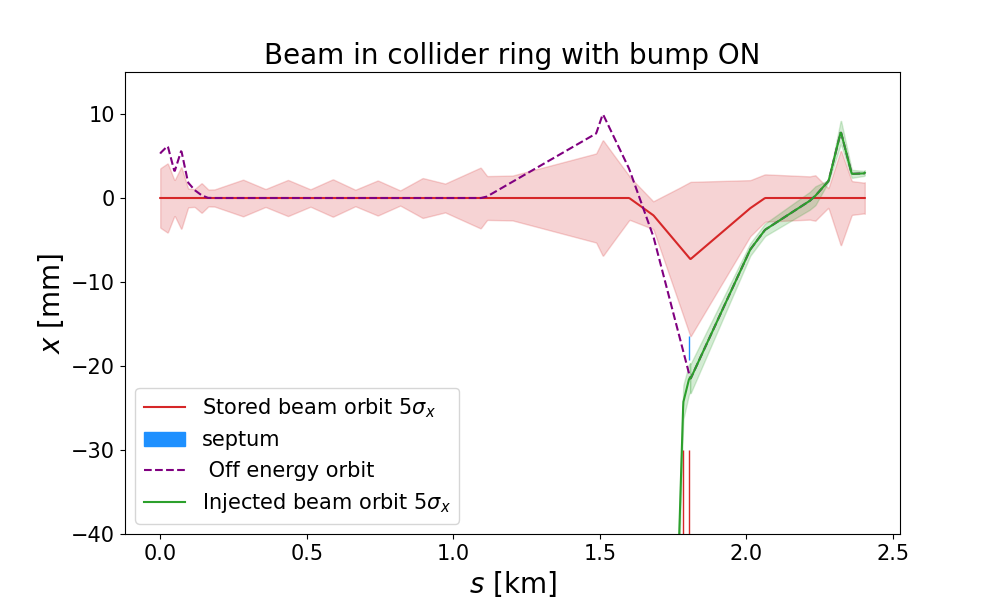 Beam in collider ring with bump ON
x [mm]
10
0
−10
−20
−30
−40
Stored beam orbit 5σₓ
septum
Off energy orbit
Injected beam orbit 5σₓ
0.0 0.5 1.0 1.5 2.0 2.5
s [km]